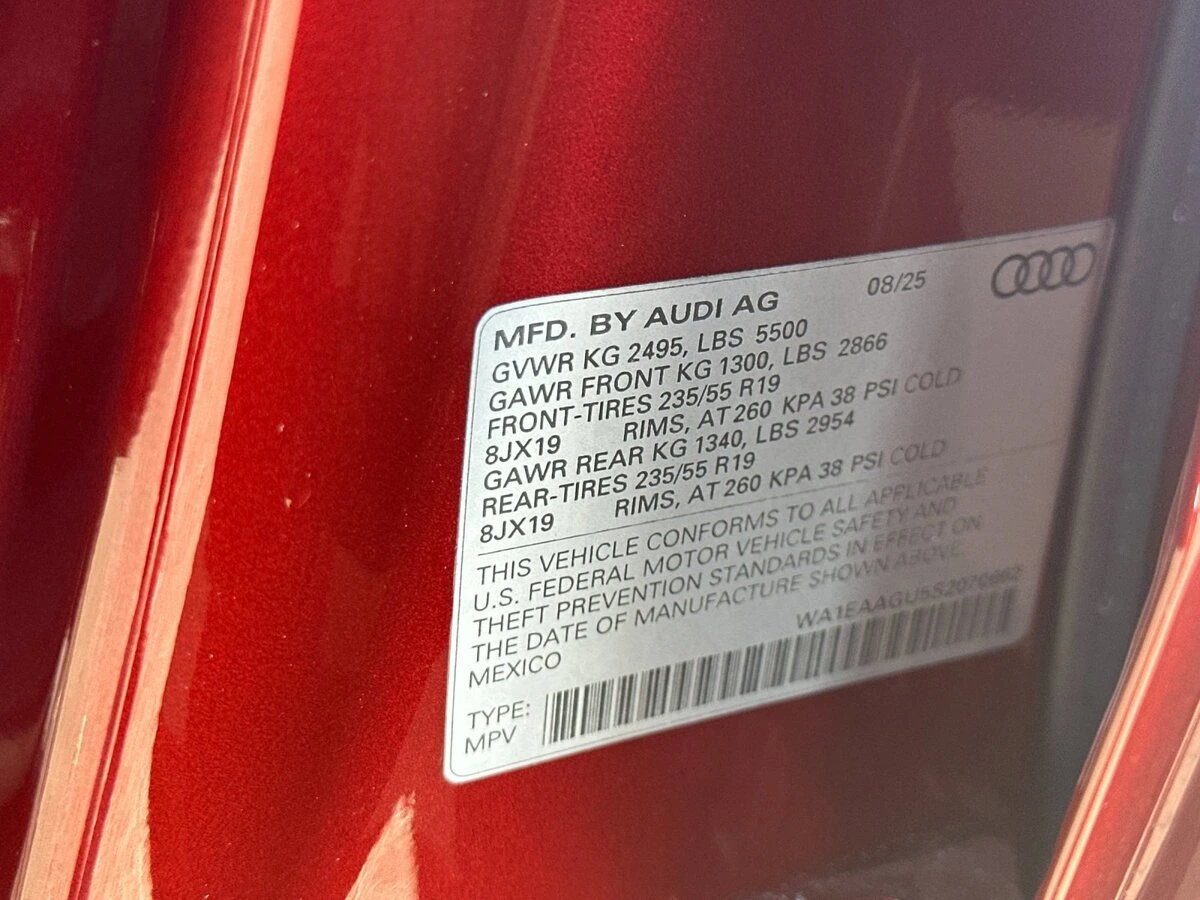 MFD. BY AUDI AG 08/25
GVWR KG 2495, LBS 5500
GAWR FRONT KG 1300, LBS 2866
FRONT-TIRES 235/55 R19
8JX19 RIMS, AT 260 KPA 38 PSI COLD
GAWR REAR KG 1340, LBS 2954
REAR-TIRES 235/55 R19
8JX19 RIMS, AT 260 KPA 38 PSI COLD
THIS VEHICLE CONFORMS TO ALL APPLICABLE
U.S. FEDERAL MOTOR VEHICLE SAFETY AND
THEFT PREVENTION STANDARDS IN EFFECT ON
THE DATE OF MANUFACTURE SHOWN ABOVE.
MEXICO
TYPE:
MPV